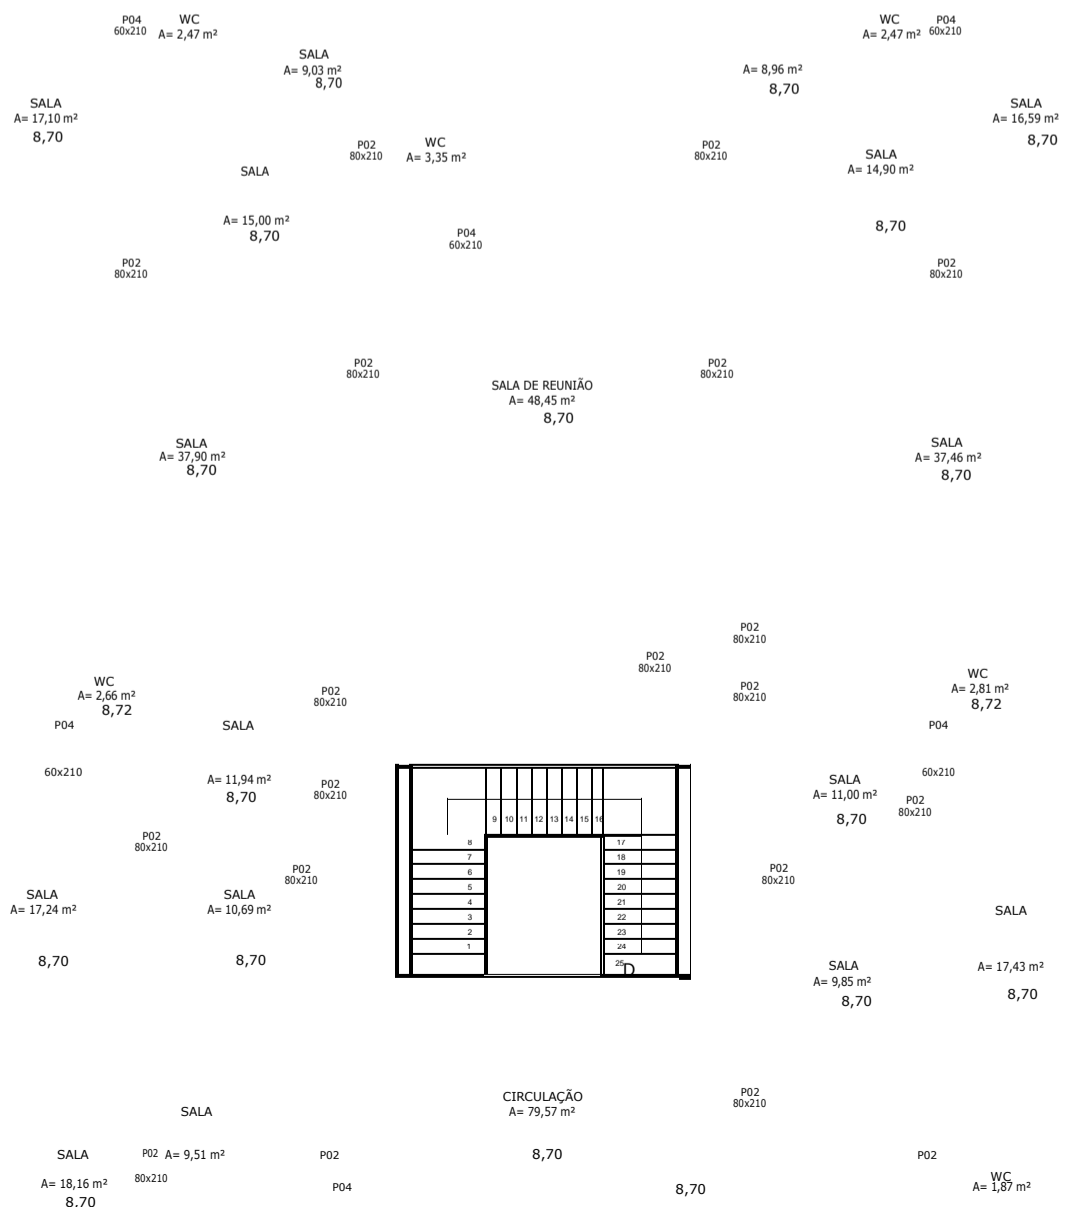 P04
60x210
WC
A= 2,47 m²
WC
A= 2,47 m²
P04
60x210
SALA
A= 9,03 m²
8,70
A= 8,96 m²
8,70
SALA
A= 17,10 m²
8,70
SALA
A= 16,59 m²
8,70
P02
80x210
WC
A= 3,35 m²
P02
80x210
SALA
A= 14,90 m²
8,70
SALA
A= 15,00 m²
8,70
P04
60x210
P02
80x210
P02
80x210
P02
80x210
SALA DE REUNIÃO
A= 48,45 m²
8,70
P02
80x210
SALA
A= 37,90 m²
8,70
SALA
A= 37,46 m²
8,70
P02
80x210
P02
80x210
P02
80x210
WC
A= 2,66 m²
8,72
P04
60x210
SALA
A= 11,94 m²
8,70
P02
80x210
P02
80x210
WC
A= 2,81 m²
8,72
P04
60x210
SALA
A= 11,00 m²
8,70
P02
80x210
9 10 11 12 13 14 15 16
8
7
6
5
4
3
2
1
17
18
19
20
21
22
23
24
25
D
P02
80x210
P02
80x210
P02
80x210
SALA
A= 17,24 m²
8,70
SALA
A= 10,69 m²
8,70
SALA
A= 17,43 m²
8,70
SALA
A= 9,85 m²
8,70
CIRCULAÇÃO
A= 79,57 m²
8,70
P02
80x210
SALA
A= 9,51 m²
SALA
A= 18,16 m²
8,70
P02
80x210
P02
P04
8,70
P02
WC
A= 1,87 m²